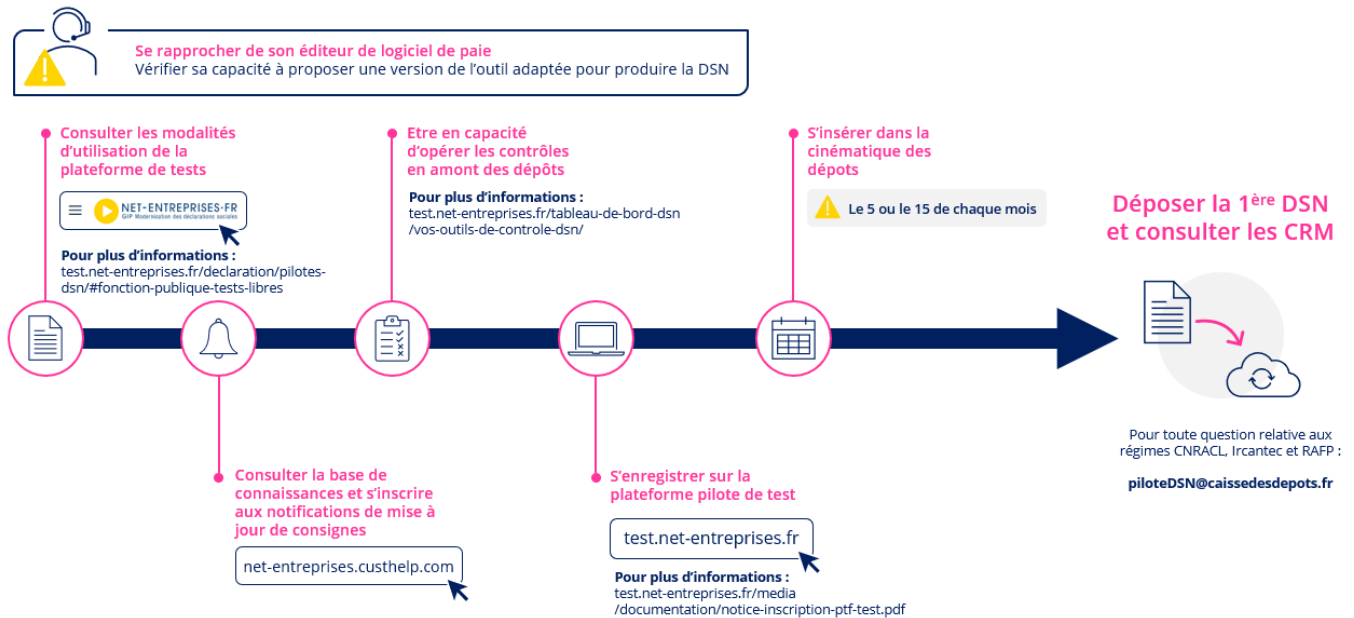 Se rapprocher de son éditeur de logiciel de paie
Vérifier sa capacité à proposer une version de l'outil adaptée pour produire la DSN
Consulter les modalités
d'utilisation de la
plateforme de tests
NET-ENTREPRISES·FR
GIP Modernisation des déclarations sociales
Pour plus d'informations :
test.net-entreprises.fr/declaration/pilotes-
dsn/#fonction-publique-tests-libres
Etre en capacité
d'opérer les contrôles
en amont des dépôts
Pour plus d'informations :
test.net-entreprises.fr/tableau-de-bord-dsn
/vos-outils-de-controle-dsn/
S'insérer dans la
cinématique des
dépots
Le 5 ou le 15 de chaque mois
Déposer la 1ère DSN
et consulter les CRM
Consulter la base de
connaissances et s'inscrire
aux notifications de mise à
jour de consignes
net-entreprises.custhelp.com
S'enregistrer sur la
plateforme pilote de test
test.net-entreprises.fr
Pour plus d'informations :
test.net-entreprises.fr/media
/documentation/notice-inscription-ptf-test.pdf
Pour toute question relative aux
régimes CNRACL, Ircantec et RAFP :
piloteDSN@caissedesdepots.fr